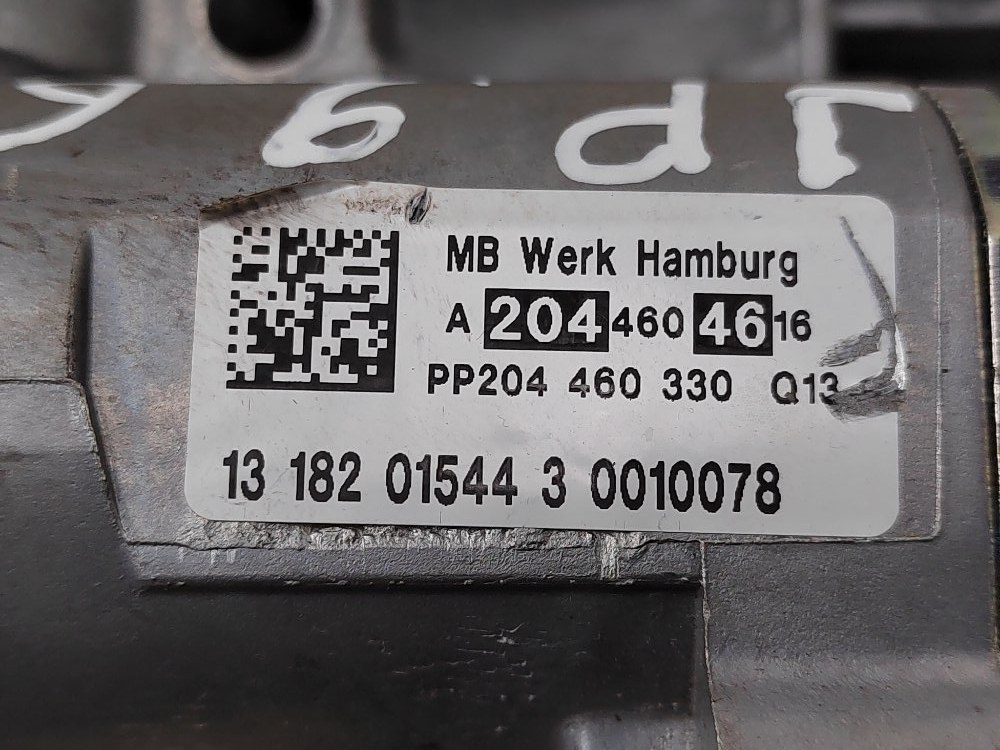 MB Werk Hamburg
A 204 460 46 16
PP204 460 330 Q13
13 182 01544 3 0010078